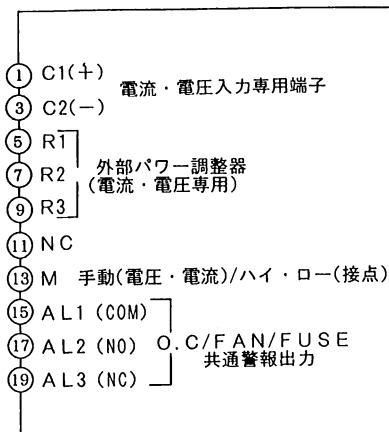 ① C1(+)
電流・電圧入力専用端子
③ C2(−)
⑤ R1
⑦ R2
外部パワー調整器
(電流・電圧専用)
⑨ R3
⑪ NC
⑬ M 手動(電圧・電流)/ハイ・ロー(接点)
⑮ AL1 (COM)
⑰ AL2 (NO)
O.C/FAN/FUSE
共通警報出力
⑲ AL3 (NC)